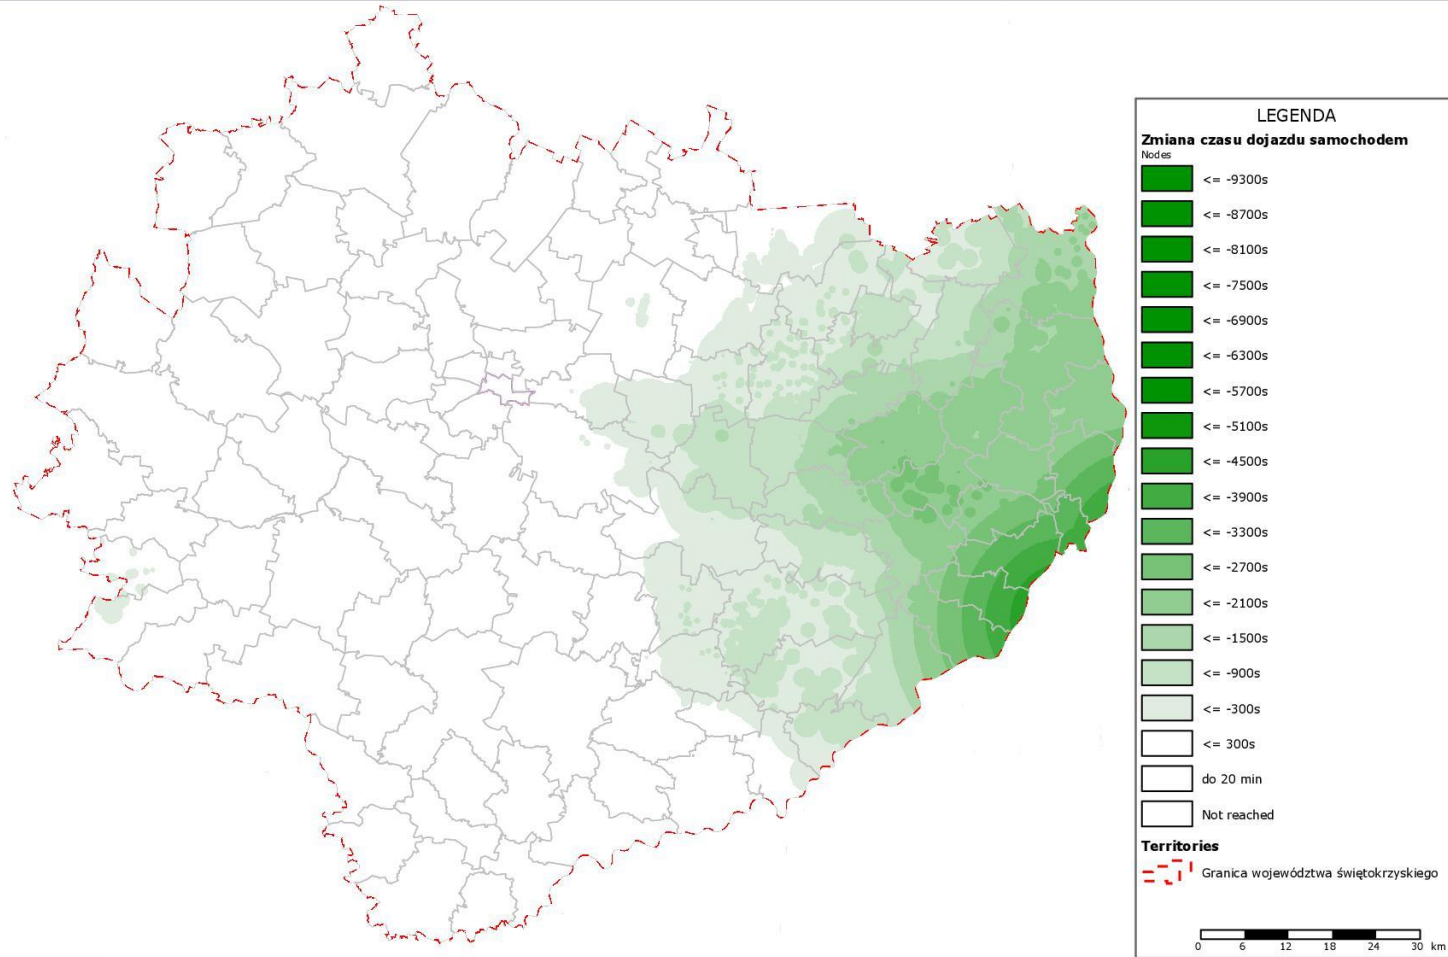 LEGENDA
Zmiana czasu dojazdu samochodem
Nodes
<= -9300s
<= -8700s
<= -8100s
<= -7500s
<= -6900s
<= -6300s
<= -5700s
<= -5100s
<= -4500s
<= -3900s
<= -3300s
<= -2700s
<= -2100s
<= -1500s
<= -900s
<= -300s
<= 300s
do 20 min
Not reached
Territories
Granica województwa świętokrzyskiego
0 6 12 18 24 30 km